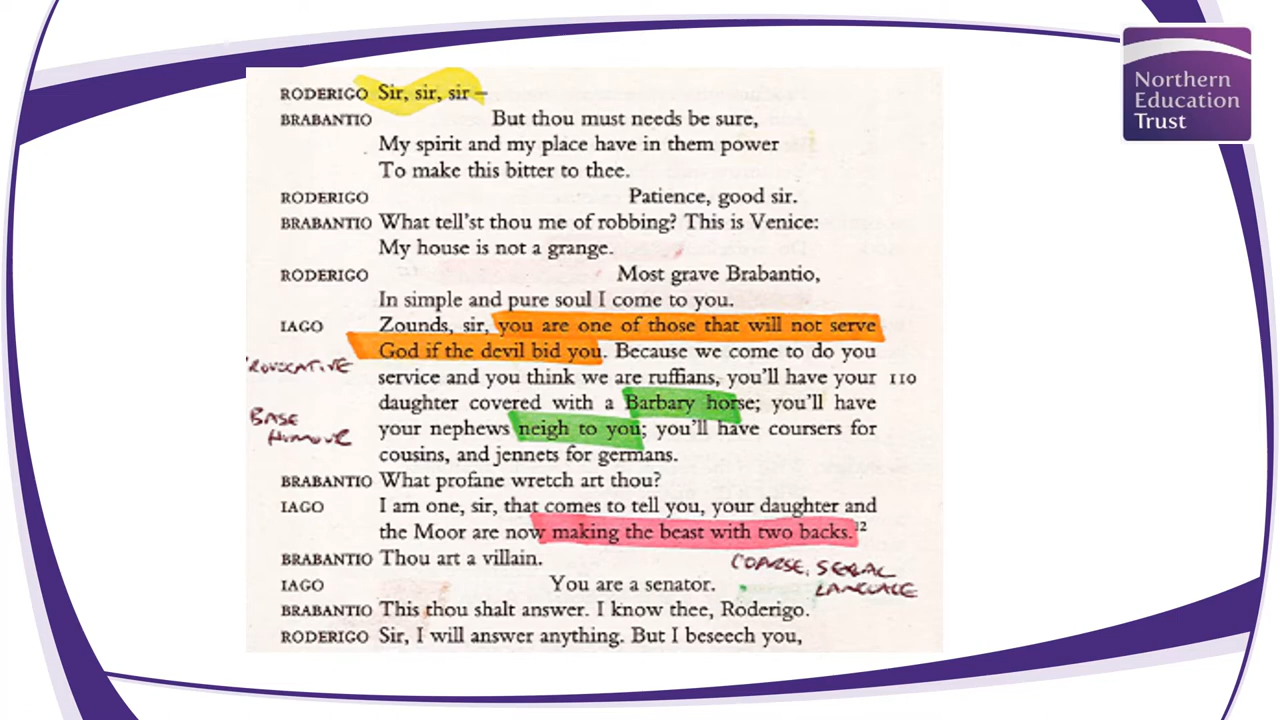 Northern
Education
Trust
RODERIGO Sir, sir, sir –
BRABANTIO But thou must needs be sure,
My spirit and my place have in them power
To make this bitter to thee.
RODERIGO Patience, good sir.
BRABANTIO What tell'st thou me of robbing? This is Venice:
My house is not a grange.
RODERIGO Most grave Brabantio,
In simple and pure soul I come to you.
IAGO Zounds, sir, you are one of those that will not serve
God if the devil bid you. Because we come to do you
ROVOCATIVE
service and you think we are ruffians, you'll have your 110
daughter covered with a Barbary horse; you'll have
BASE
HUMOUR
your nephews neigh to you; you'll have coursers for
cousins, and jennets for germans.
BRABANTIO What profane wretch art thou?
IAGO I am one, sir, that comes to tell you, your daughter and
the Moor are now making the beast with two backs.12
BRABANTIO Thou art a villain.
COARSE, SEXUAL
LANGUAGE
IAGO You are a senator.
BRABANTIO This thou shalt answer. I know thee, Roderigo.
RODERIGO Sir, I will answer anything. But I beseech you,